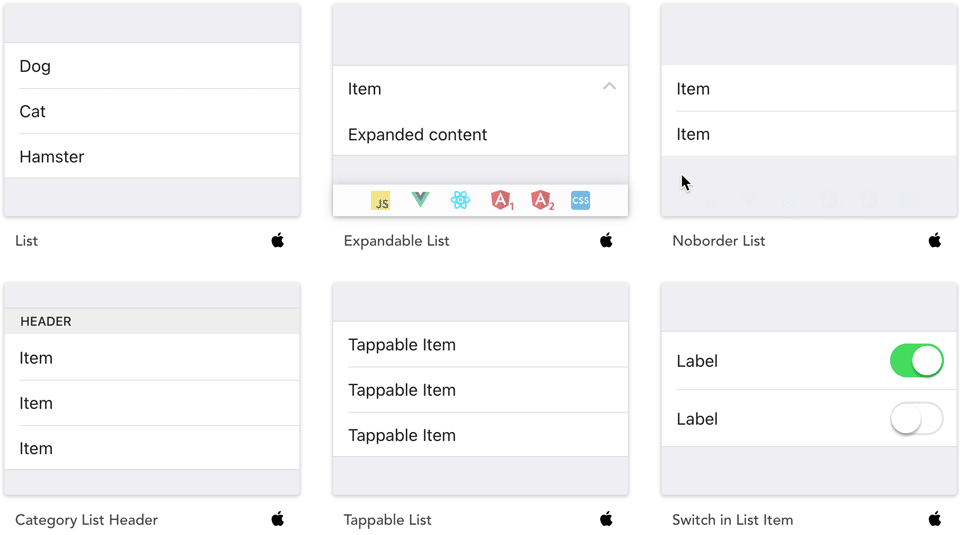 Dog
Cat
Hamster
List
Item
Expanded content
JS
1
2
CSS
Expandable List
Item
Item
Noborder List
HEADER
Item
Item
Item
Category List Header
Tappable Item
Tappable Item
Tappable Item
Tappable List
Label
Label
Switch in List Item